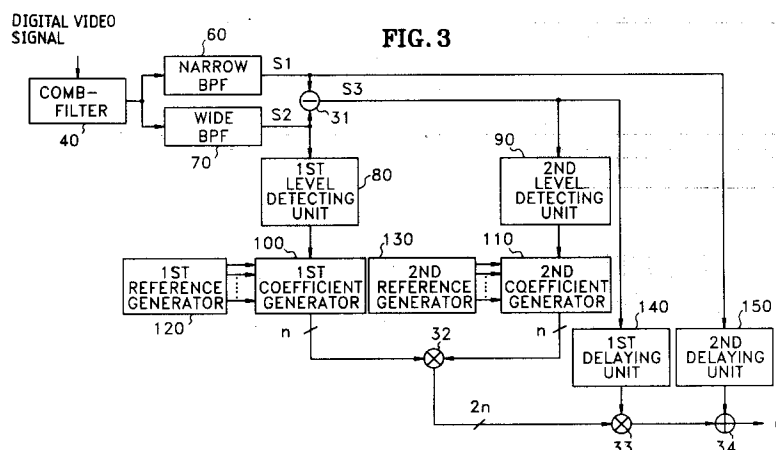 DIGITAL VIDEO
SIGNAL
FIG. 3
60
NARROW
BPF
S1
COMB-
FILTER
40
WIDE
BPF
70
S2
31
S3
1ST
LEVEL
DETECTING
UNIT
80
90
2ND
LEVEL
DETECTING
UNIT
100
130
110
1ST
REFERENCE
GENERATOR
120
1ST
COEFFICIENT
GENERATOR
2ND
REFERENCE
GENERATOR
2ND
COEFFICIENT
GENERATOR
n
n
32
140
1ST
DELAYING
UNIT
150
2ND
DELAYING
UNIT
2n
33
34